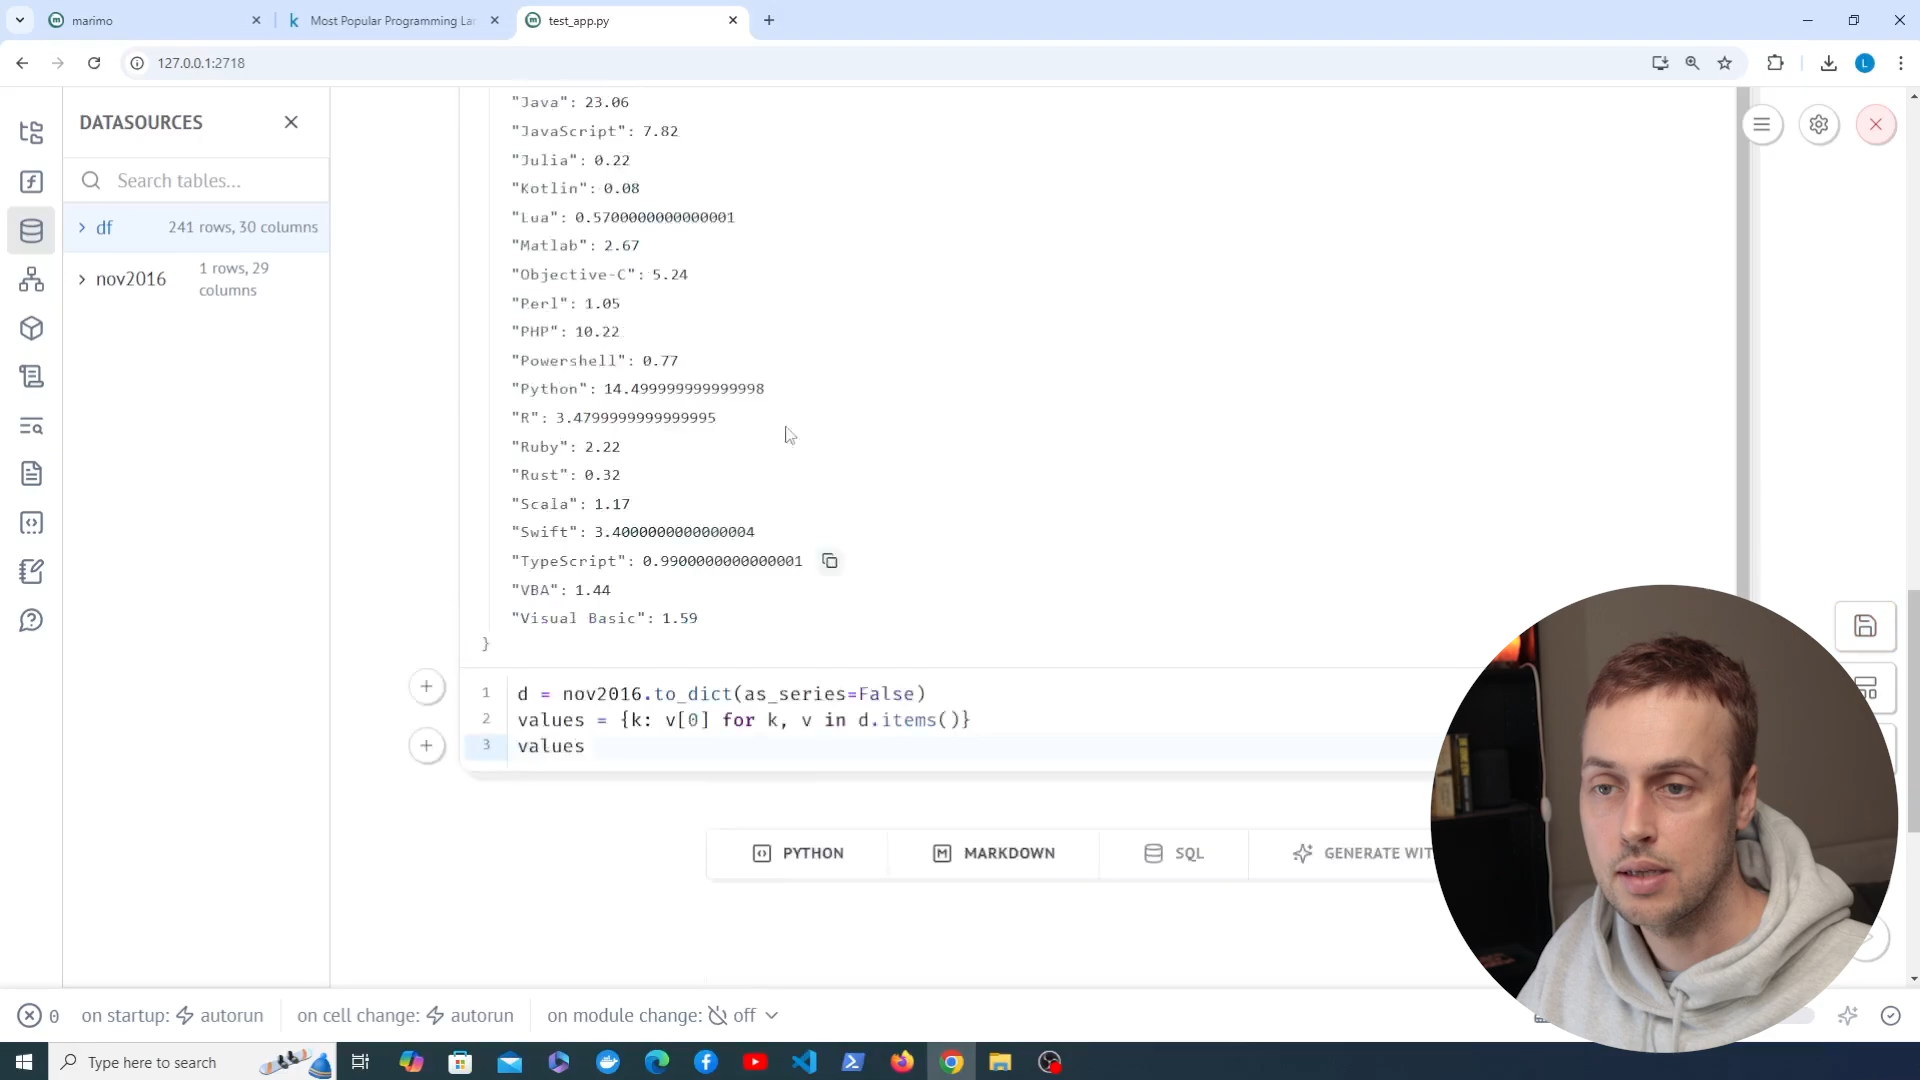 marimo
Most Popular Programming La
test_app.py
127.0.0.1:2718
L
DATASOURCES
Search tables...
df 241 rows, 30 columns
nov2016 1 rows, 29
columns
"Java": 23.06
"JavaScript": 7.82
"Julia": 0.22
"Kotlin": 0.08
"Lua": 0.5700000000000001
"Matlab": 2.67
"Objective-C": 5.24
"Perl": 1.05
"PHP": 10.22
"Powershell": 0.77
"Python": 14.499999999999998
"R": 3.4799999999999995
"Ruby": 2.22
"Rust": 0.32
"Scala": 1.17
"Swift": 3.4000000000000004
"TypeScript": 0.9900000000000001
"VBA": 1.44
"Visual Basic": 1.59
}
1 d = nov2016.to_dict(as_series=False)
2 values = {k: v[0] for k, v in d.items()}
3 values
PYTHON MARKDOWN SQL GENERATE WIT
0 on startup: autorun on cell change: autorun on module change: off
Type here to search